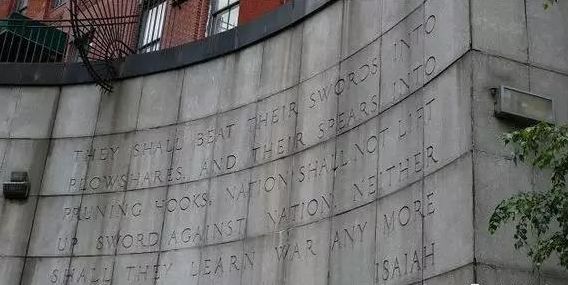 THEY SHALL BEAT THEIR SWORDS INTO
PLOWSHARES. AND THEIR SPEARS INTO
PRUNING HOOKS. NATION SHALL NOT LIFT
UP SWORD AGAINST NATION. NEITHER
SHALL THEY LEARN WAR ANY MORE
ISAIAH